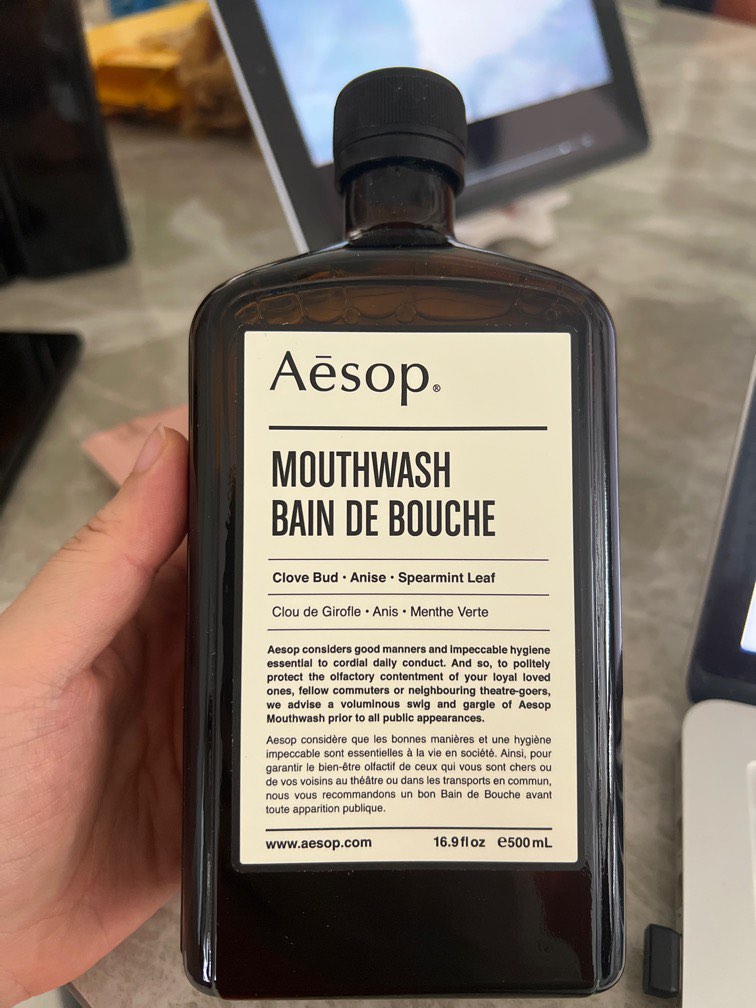 Aēsop®
MOUTHWASH
BAIN DE BOUCHE
Clove Bud · Anise · Spearmint Leaf
Clou de Girofle · Anis · Menthe Verte
Aesop considers good manners and impeccable hygiene
essential to cordial daily conduct. And so, to politely
protect the olfactory contentment of your loyal loved
ones, fellow commuters or neighbouring theatre-goers,
we advise a voluminous swig and gargle of Aesop
Mouthwash prior to all public appearances.
Aesop considère que les bonnes manières et une hygiène
impeccable sont essentielles à la vie en société. Ainsi, pour
garantir le bien-être olfactif de ceux qui vous sont chers ou
de vos voisins au théâtre ou dans les transports en commun,
nous vous recommandons un bon Bain de Bouche avant
toute apparition publique.
www.aesop.com 16.9 fl oz ℮500 mL